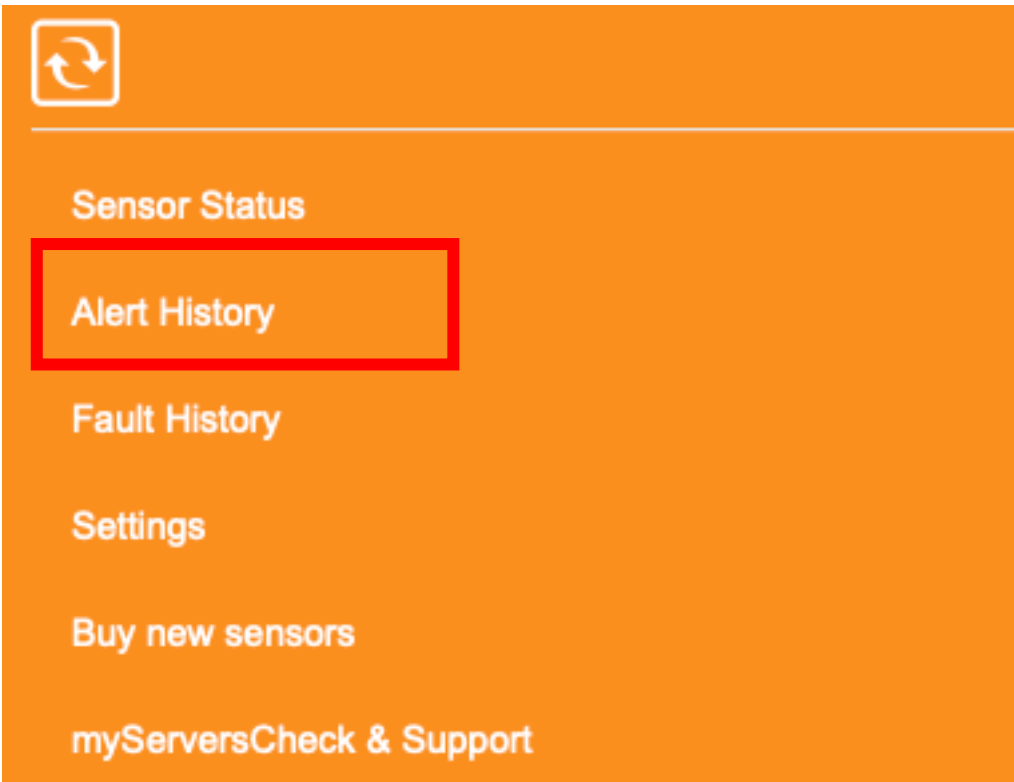 Sensor Status
Alert History
Fault History
Settings
Buy new sensors
myServersCheck & Support